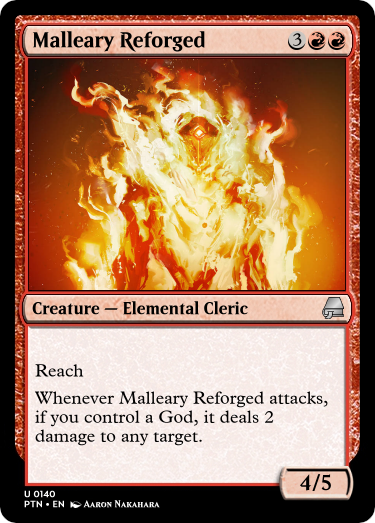 Malleary Reforged 3
Creature — Elemental Cleric
Reach
Whenever Malleary Reforged attacks,
if you control a God, it deals 2
damage to any target.
4/5
U 0140
PTN • EN Aaron Nakahara